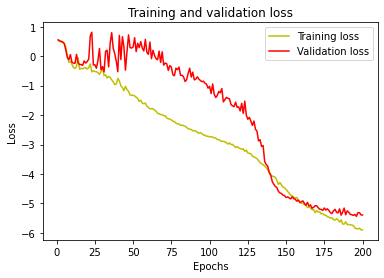 Training and validation loss
Training loss
Validation loss
1
0
−1
−2
−3
−4
−5
−6
Loss
0 25 50 75 100 125 150 175 200
Epochs